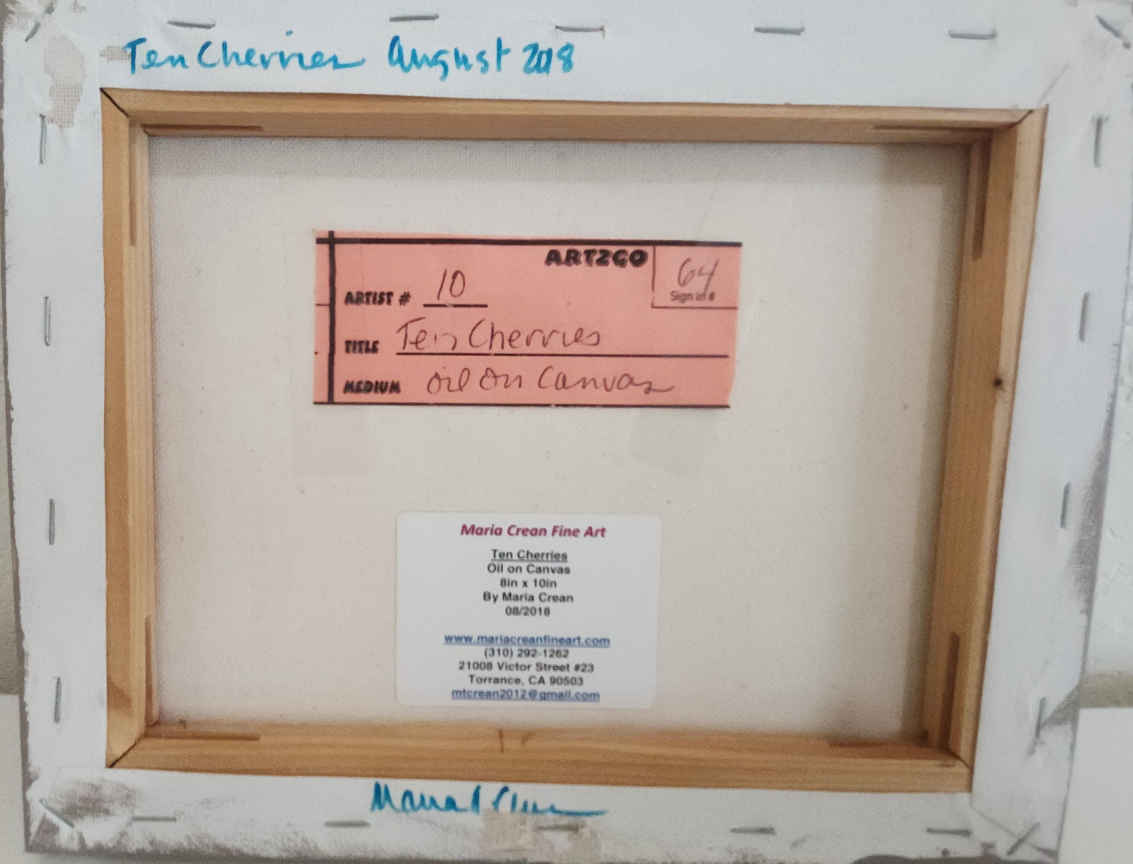 Ten Cherries August 2018
ART2GO
64
Sign in #
ARTIST # 10
TITLE Ten Cherries
MEDIUM oil on Canvas
Maria Crean Fine Art
Ten Cherries
Oil on Canvas
8in x 10in
By Maria Crean
08/2018
www.mariacreanfineart.com
(310) 292-1262
21008 Victor Street #23
Torrance, CA 90503
mtcrean2012@gmail.com
Maria